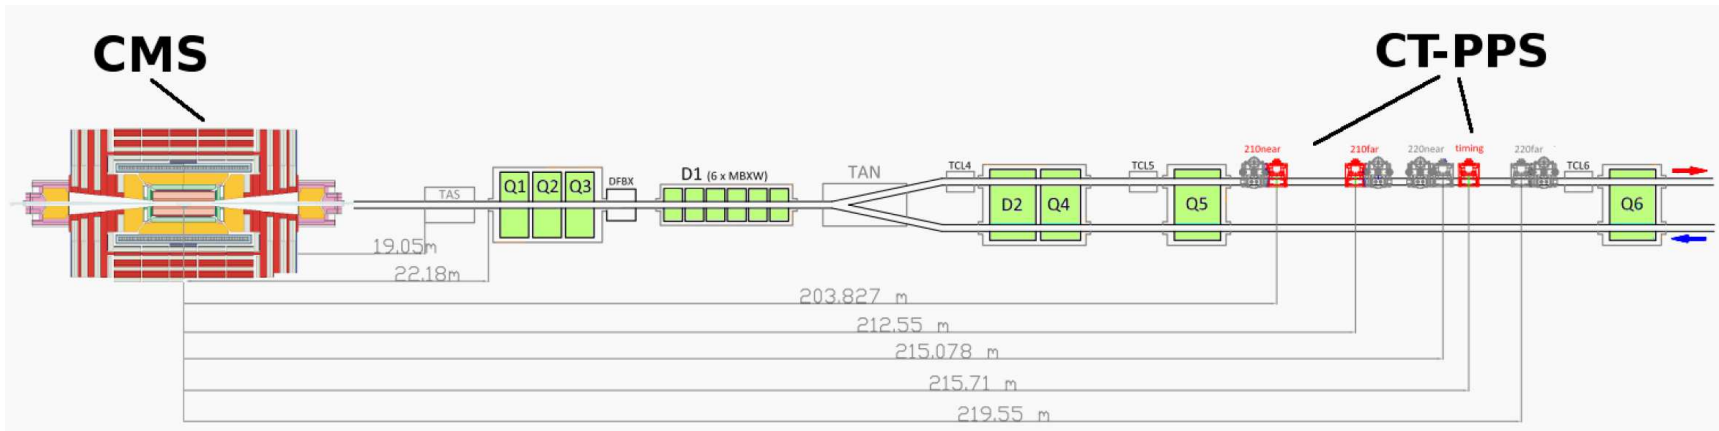 CMS
CT-PPS
210near
210far
220near
timing
220far
TAS
Q1
Q2
Q3
DFBX
D1 (6 x MBXW)
TAN
TCL4
D2
Q4
TCL5
Q5
TCL6
Q6
19.05m
22.18m
203.827 m
212.55 m
215.078 m
215.71 m
219.55 m